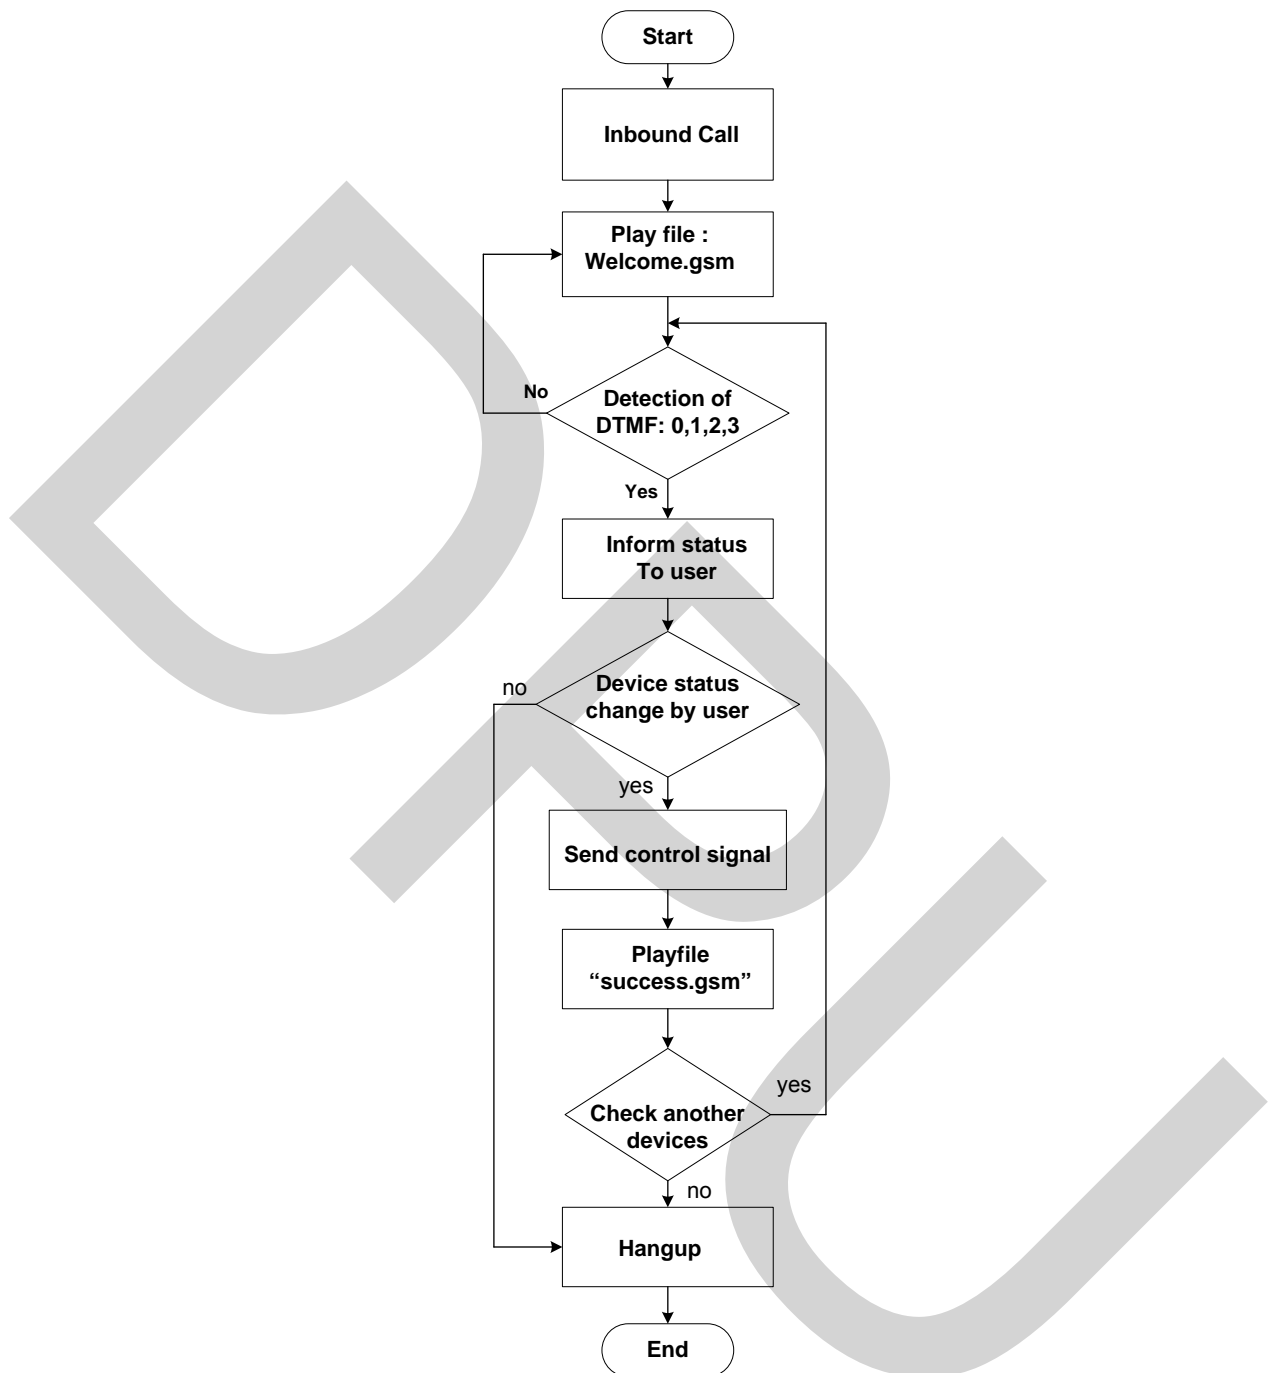 Start
Inbound Call
Play file :
Welcome.gsm
No
Detection of
DTMF: 0,1,2,3
Yes
Inform status
To user
no
Device status
change by user
yes
Send control signal
Playfile
“success.gsm”
yes
Check another
devices
no
Hangup
End
DPU